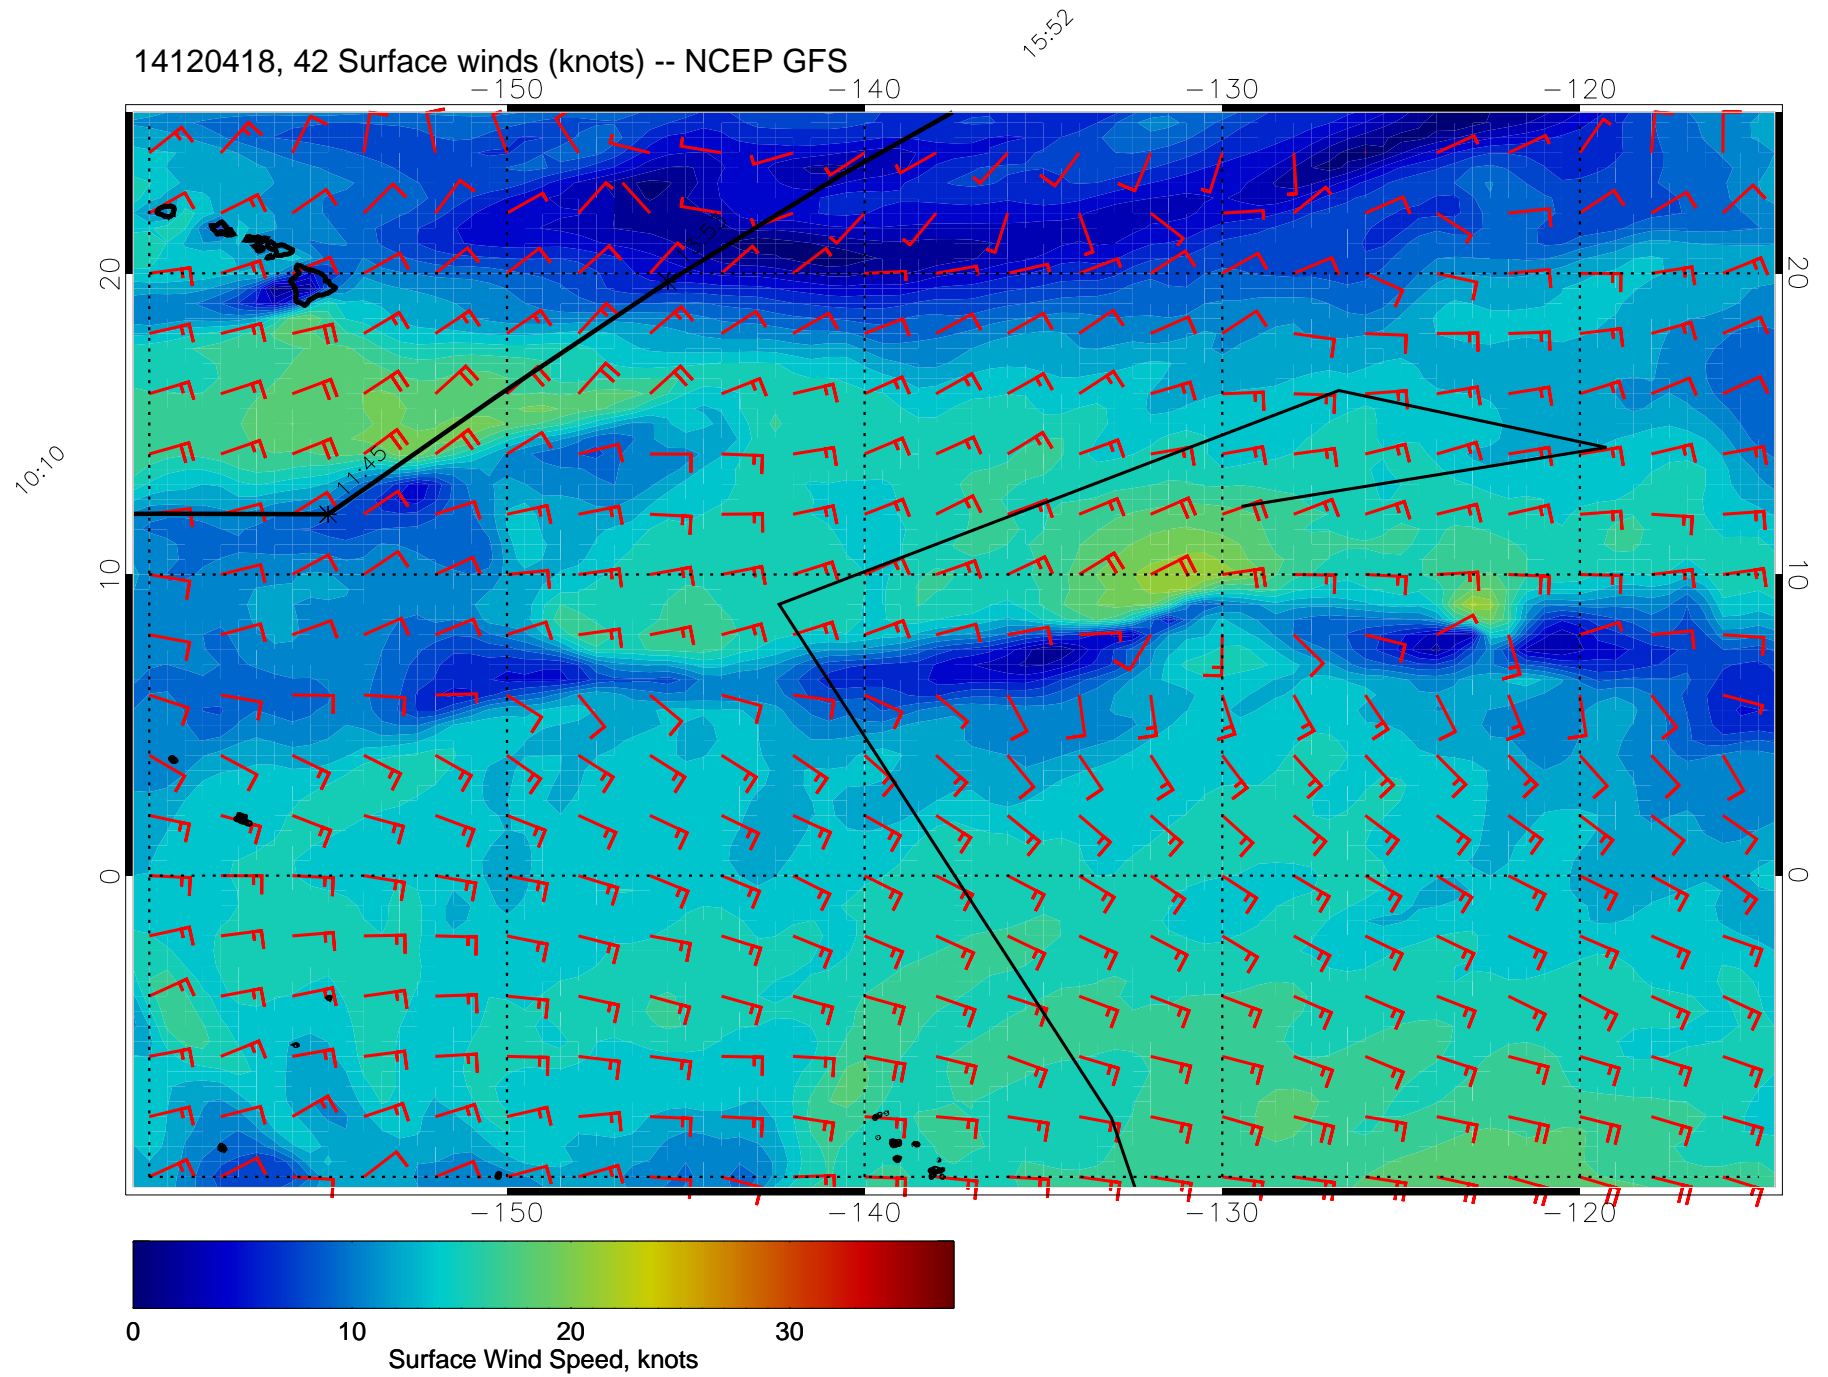 15:52
14120418, 42 Surface winds (knots) -- NCEP GFS
-150 -140 -130 -120
20 20
11:45
10:10
10 10
0 0
-150 -140 -130 -120
0 10 20 30
Surface Wind Speed, knots